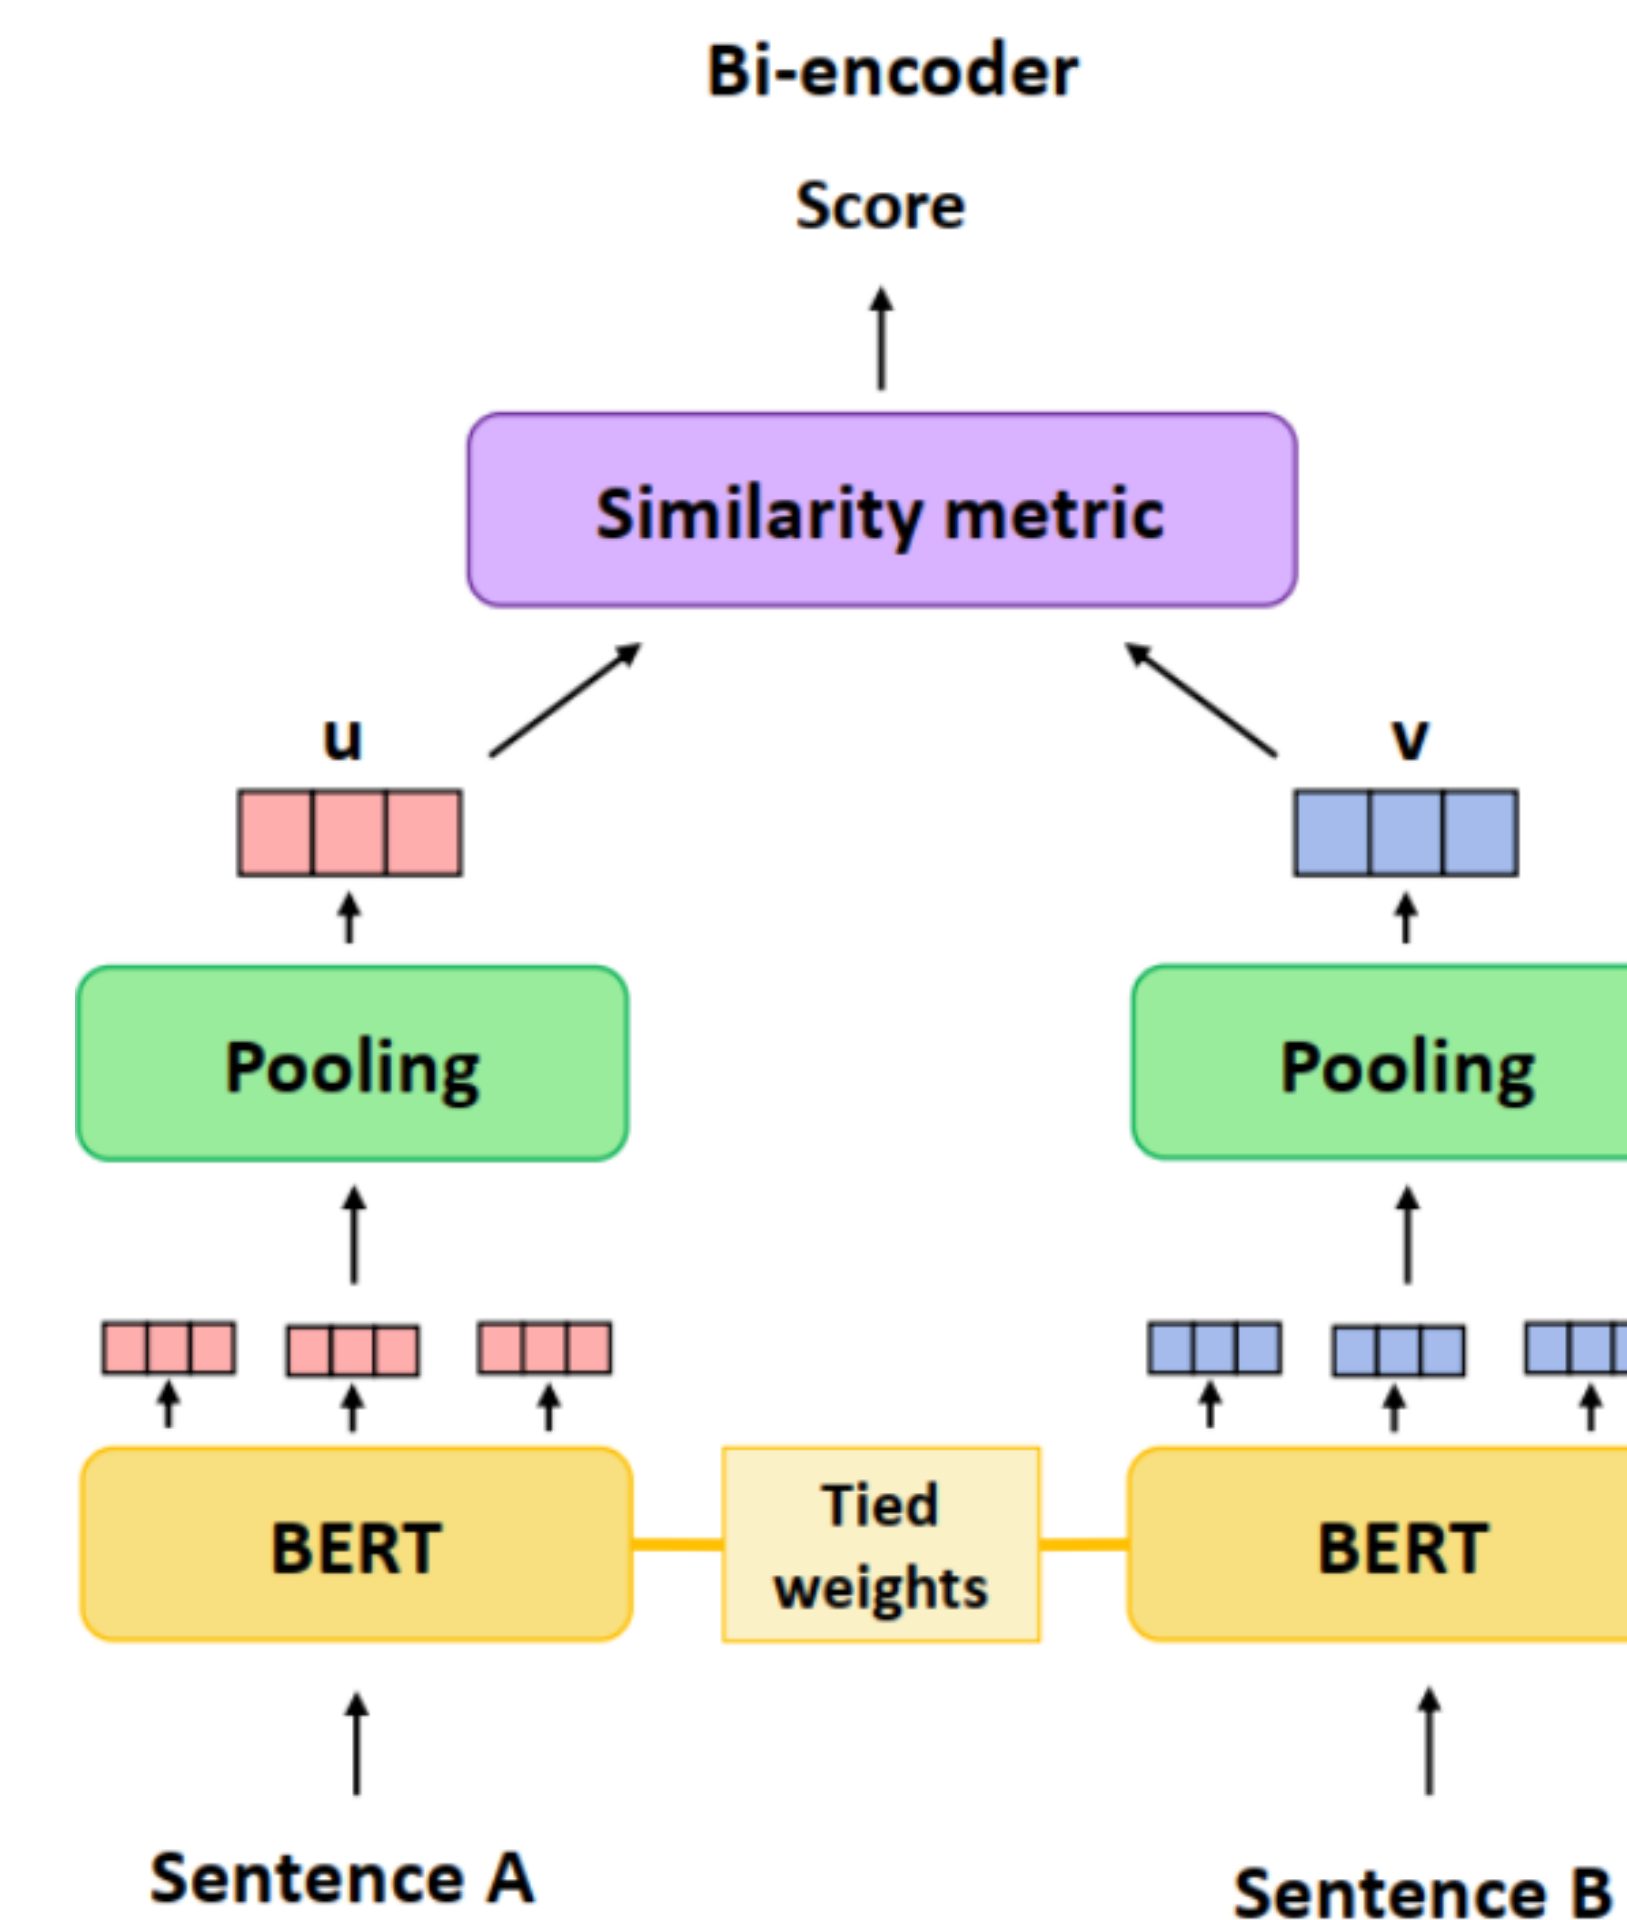 Bi-encoder
Score
Similarity metric
u
v
Pooling
Pooling
BERT
Tied
weights
BERT
Sentence A
Sentence B